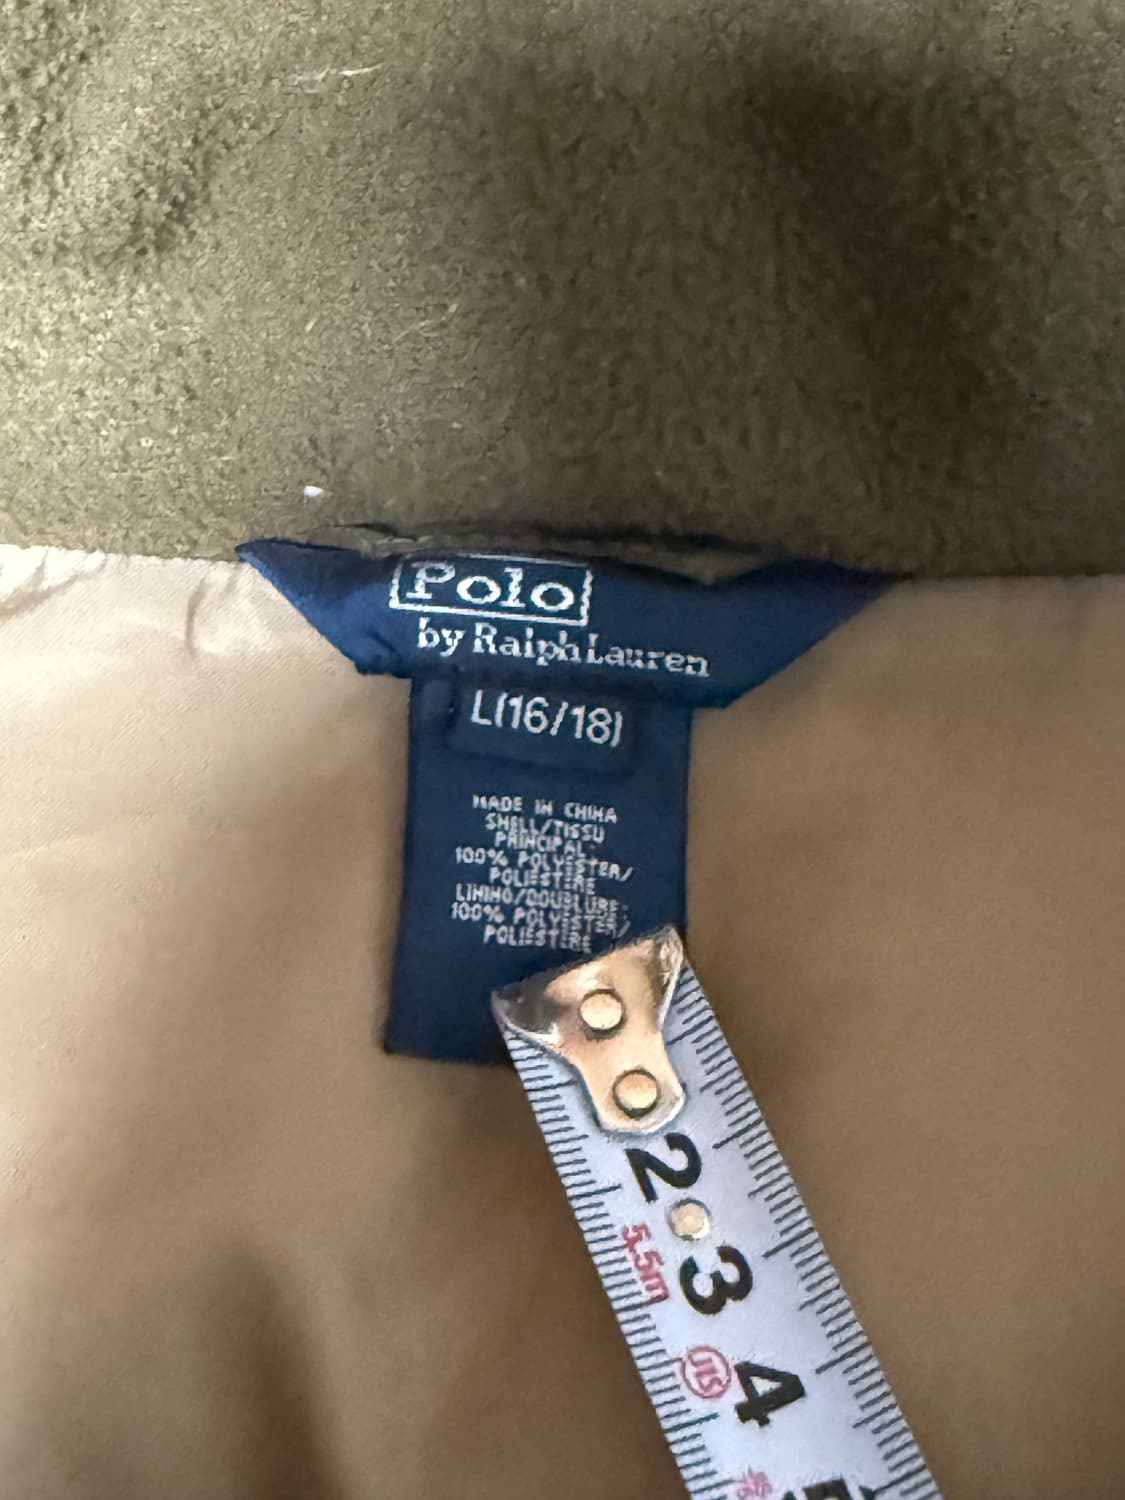 Polo
by Ralph Lauren
L(16/18)
MADE IN CHINA
SHELL/TISSU
PRINCIPAL:
100% POLYESTER/
POLIESTERE
LINING/DOUBLURE:
100% POLYESTER/
POLIESTERE
2
3
5.5m
4
JIS